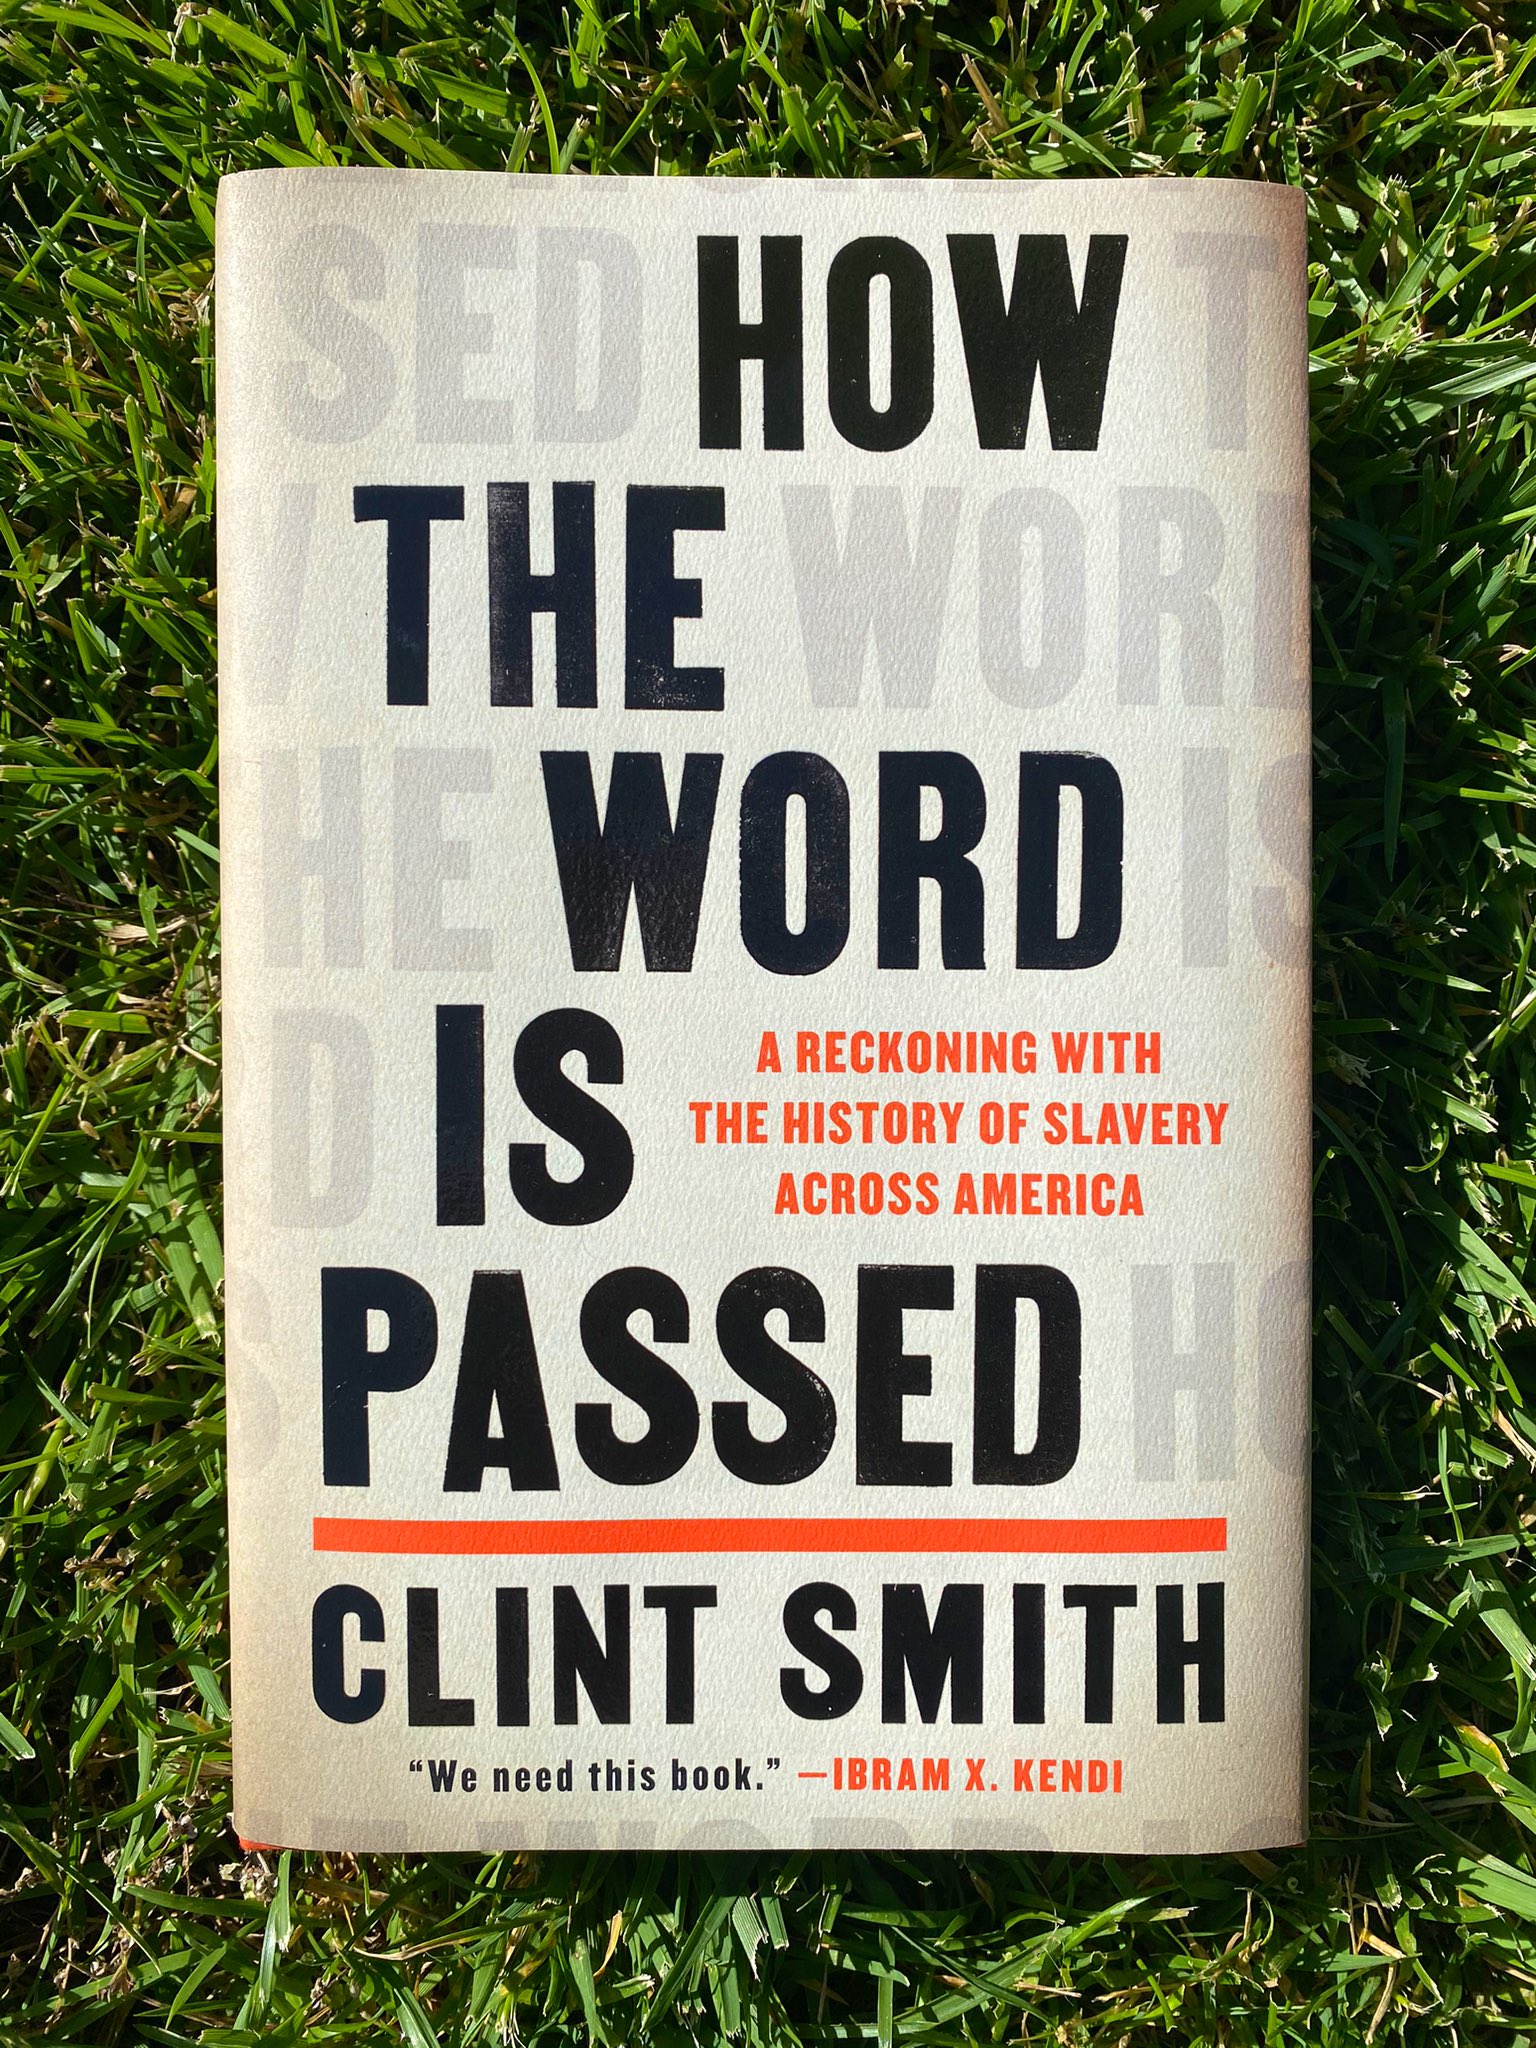 HOW
THE
WORD
IS
A RECKONING WITH
THE HISTORY OF SLAVERY
ACROSS AMERICA
PASSED
CLINT SMITH
“We need this book.” —IBRAM X. KENDI